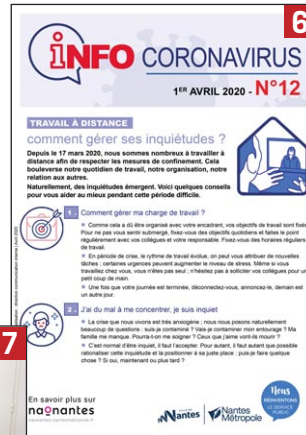 6
iNFO CORONAVIRUS
1ER AVRIL 2020 - N°12
TRAVAIL À DISTANCE
comment gérer ses inquiétudes ?
Depuis le 17 mars 2020, nous sommes nombreux à travailler à
distance afin de respecter les mesures de confinement. Cela
bouleverse notre quotidien de travail, notre organisation, notre
relation aux autres.
Naturellement, des inquiétudes émergent. Voici quelques conseils
pour vous aider au mieux pendant cette période difficile.
1 - Comment gérer ma charge de travail ?
Comme cela a dû être organisé avec votre encadrant, vos objectifs de travail sont fixés.
Pour ne pas vous sentir submergé, fixez-vous des objectifs quotidiens et faites le point
régulièrement avec vos collègues et votre responsable. Fixez-vous des horaires réguliers
de travail.
En période de crise, le rythme de travail évolue, on peut vous attribuer de nouvelles
tâches ; certaines urgences peuvent augmenter le niveau de stress. Même si vous
travaillez chez vous, vous n'êtes pas seul ; n'hésitez pas à solliciter vos collègues pour un
petit coup de main.
Une fois que votre journée est terminée, déconnectez-vous, annoncez-le, demain est
un autre jour.
2 - J'ai du mal à me concentrer, je suis inquiet
La crise que nous vivons est très anxiogène ; nous nous posons naturellement
beaucoup de questions : suis-je contaminé ? Vais-je contaminer mon entourage ? Ma
famille me manque. Pourra-t-on me soigner ? Ceux que j'aime vont-ils mourir ?
C'est normal d'être inquiet, il faut l'accepter. Pour autant, il faut autant que possible
rationaliser cette inquiétude et la positionner à sa juste place : puis-je faire quelque
chose ? Si oui, maintenant ou plus tard ?
7
En savoir plus sur
naonantes
Nantes
Nantes
Métropole
Nous
RÉINVENTONS
LE SERVICE
PUBLIC